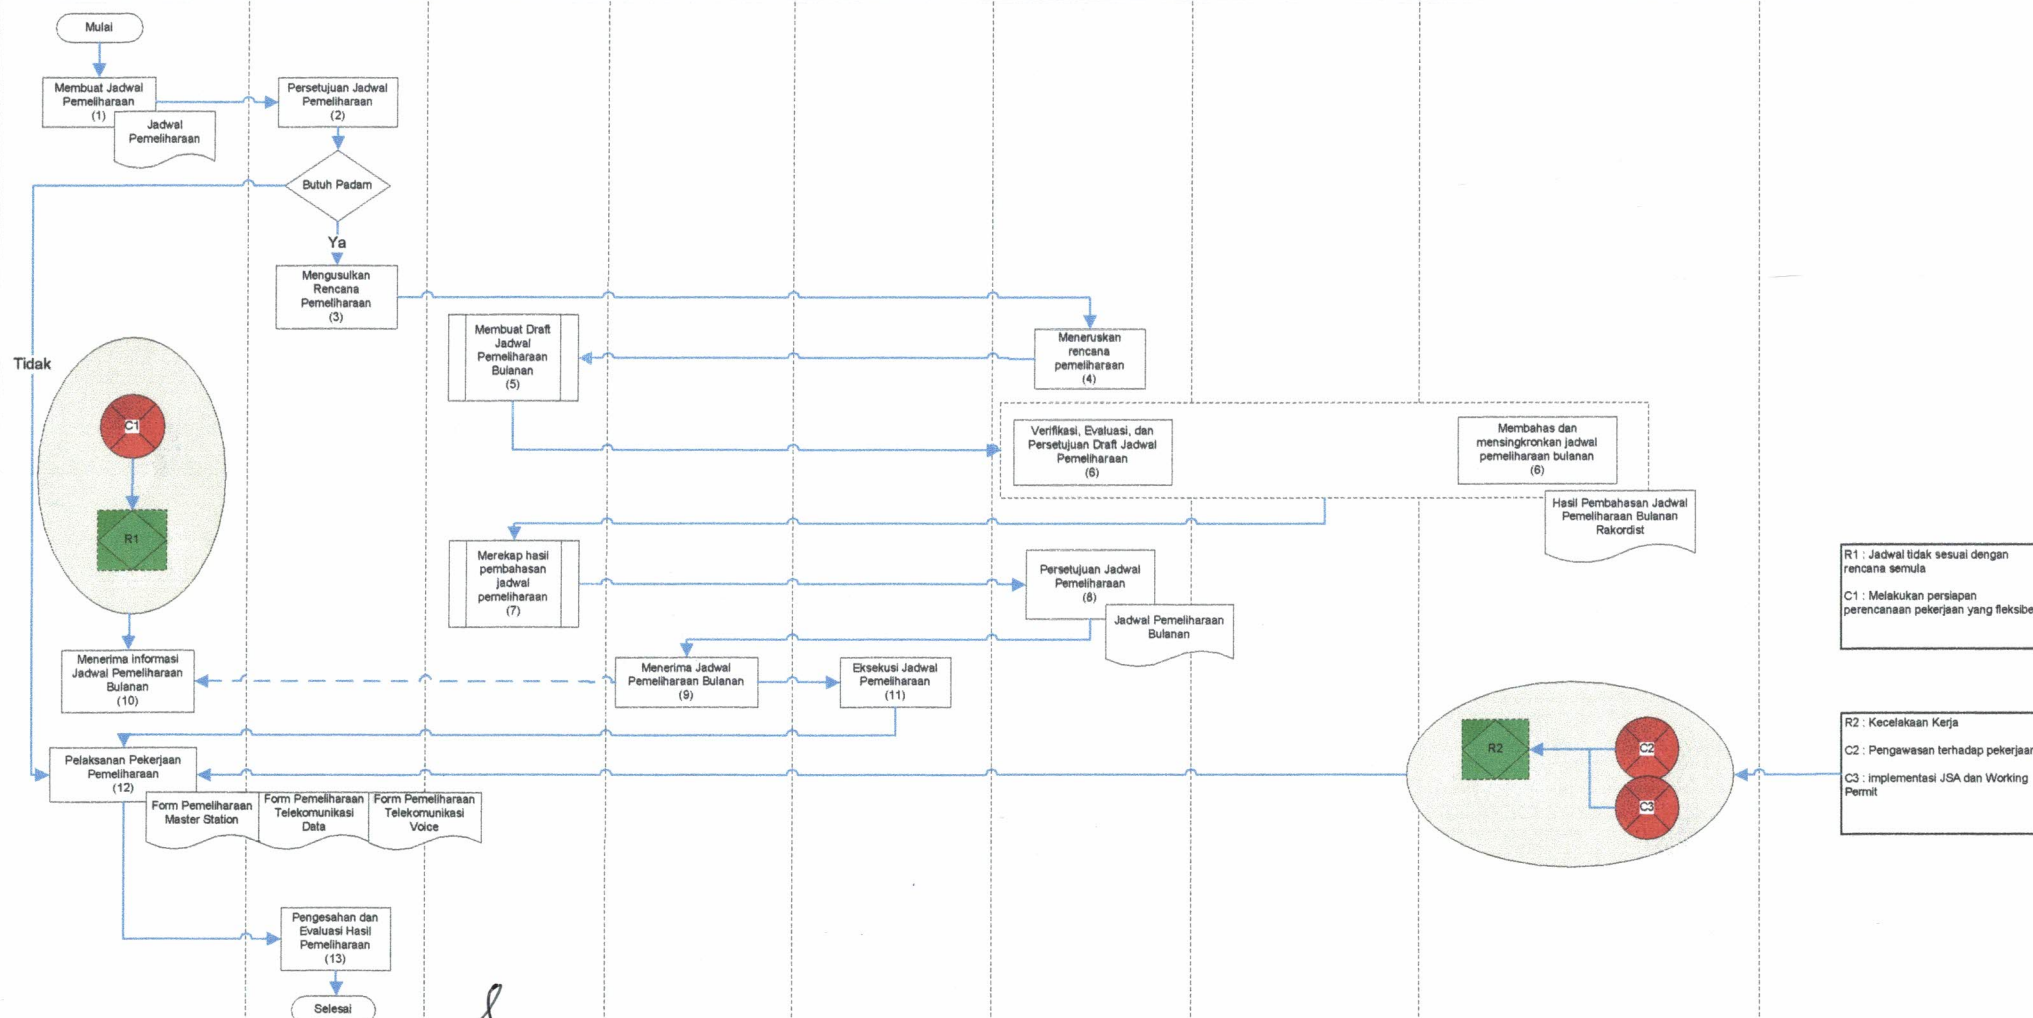 Mulai
Membuat Jadwal
Pemeliharaan
(1)
Jadwal
Pemeliharaan
Persetujuan Jadwal
Pemeliharaan
(2)
Butuh Padam
Ya
Tidak
Mengusulkan
Rencana
Pemeliharaan
(3)
Meneruskan
rencana
pemeliharaan
(4)
Membuat Draft
Jadwal
Pemeliharaan
Bulanan
(5)
C1
R1
Verifikasi, Evaluasi, dan
Persetujuan Draft Jadwal
Pemeliharaan
(6)
Membahas dan
mensingkronkan jadwal
pemeliharaan bulanan
(6)
Hasil Pembahasan Jadwal
Pemeliharaan Bulanan
Rakordist
Merekap hasil
pembahasan
jadwal
pemeliharaan
(7)
Persetujuan Jadwal
Pemeliharaan
(8)
Jadwal Pemeliharaan
Bulanan
R1 : Jadwal tidak sesuai dengan
rencana semula
C1 : Melakukan persiapan
perencanaan pekerjaan yang fleksibe
Menerima informasi
Jadwal Pemeliharaan
Bulanan
(10)
Menerima Jadwal
Pemeliharaan Bulanan
(9)
Eksekusi Jadwal
Pemeliharaan
(11)
Pelaksanan Pekerjaan
Pemeliharaan
(12)
Form Pemeliharaan
Master Station
Form Pemeliharaan
Telekomunikasi
Data
Form Pemeliharaan
Telekomunikasi
Voice
R2
C2
C3
R2 : Kecelakaan Kerja
C2 : Pengawasan terhadap pekerjaan
C3 : implementasi JSA dan Working
Permit
Pengesahan dan
Evaluasi Hasil
Pemeliharaan
(13)
Selesai